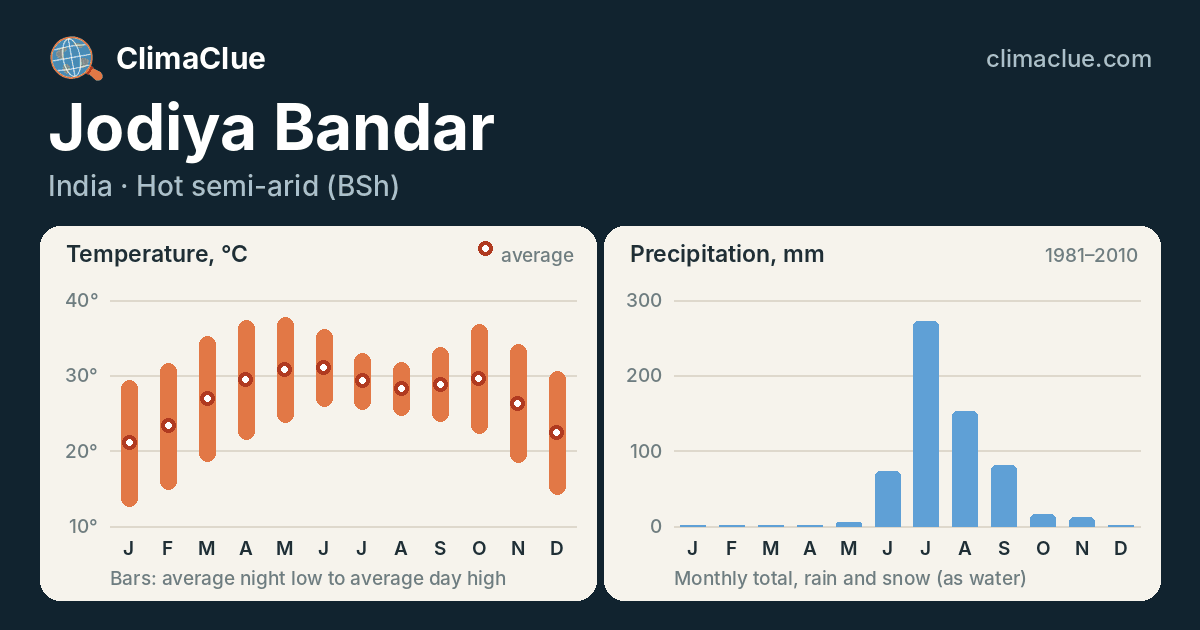 ClimaClue
climaclue.com
Jodiya Bandar
India · Hot semi-arid (BSh)
Temperature, °C
average
40°
30°
20°
10°
J F M A M J J A S O N D
Bars: average night low to average day high
Precipitation, mm
1981–2010
300
200
100
0
J F M A M J J A S O N D
Monthly total, rain and snow (as water)